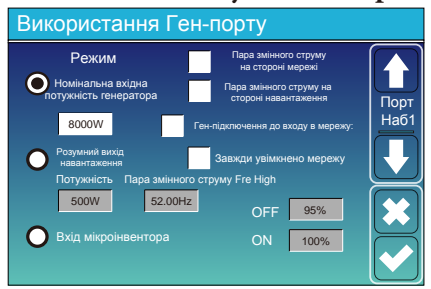 Використання Ген-порту
Режим
Пара змінного струму
на стороні мережі
Номінальна вхідна
потужність генератора
Пара змінного струму на
стороні навантаження
Порт
Наб1
8000W
Ген-підключення до входу в мережу:
Розумний вихід
навантаження
Завжди увімкнено мережу
Потужність
Пара змінного струму Fre High
500W
52.00Hz
OFF
95%
Вхід мікроінвентора
ON
100%